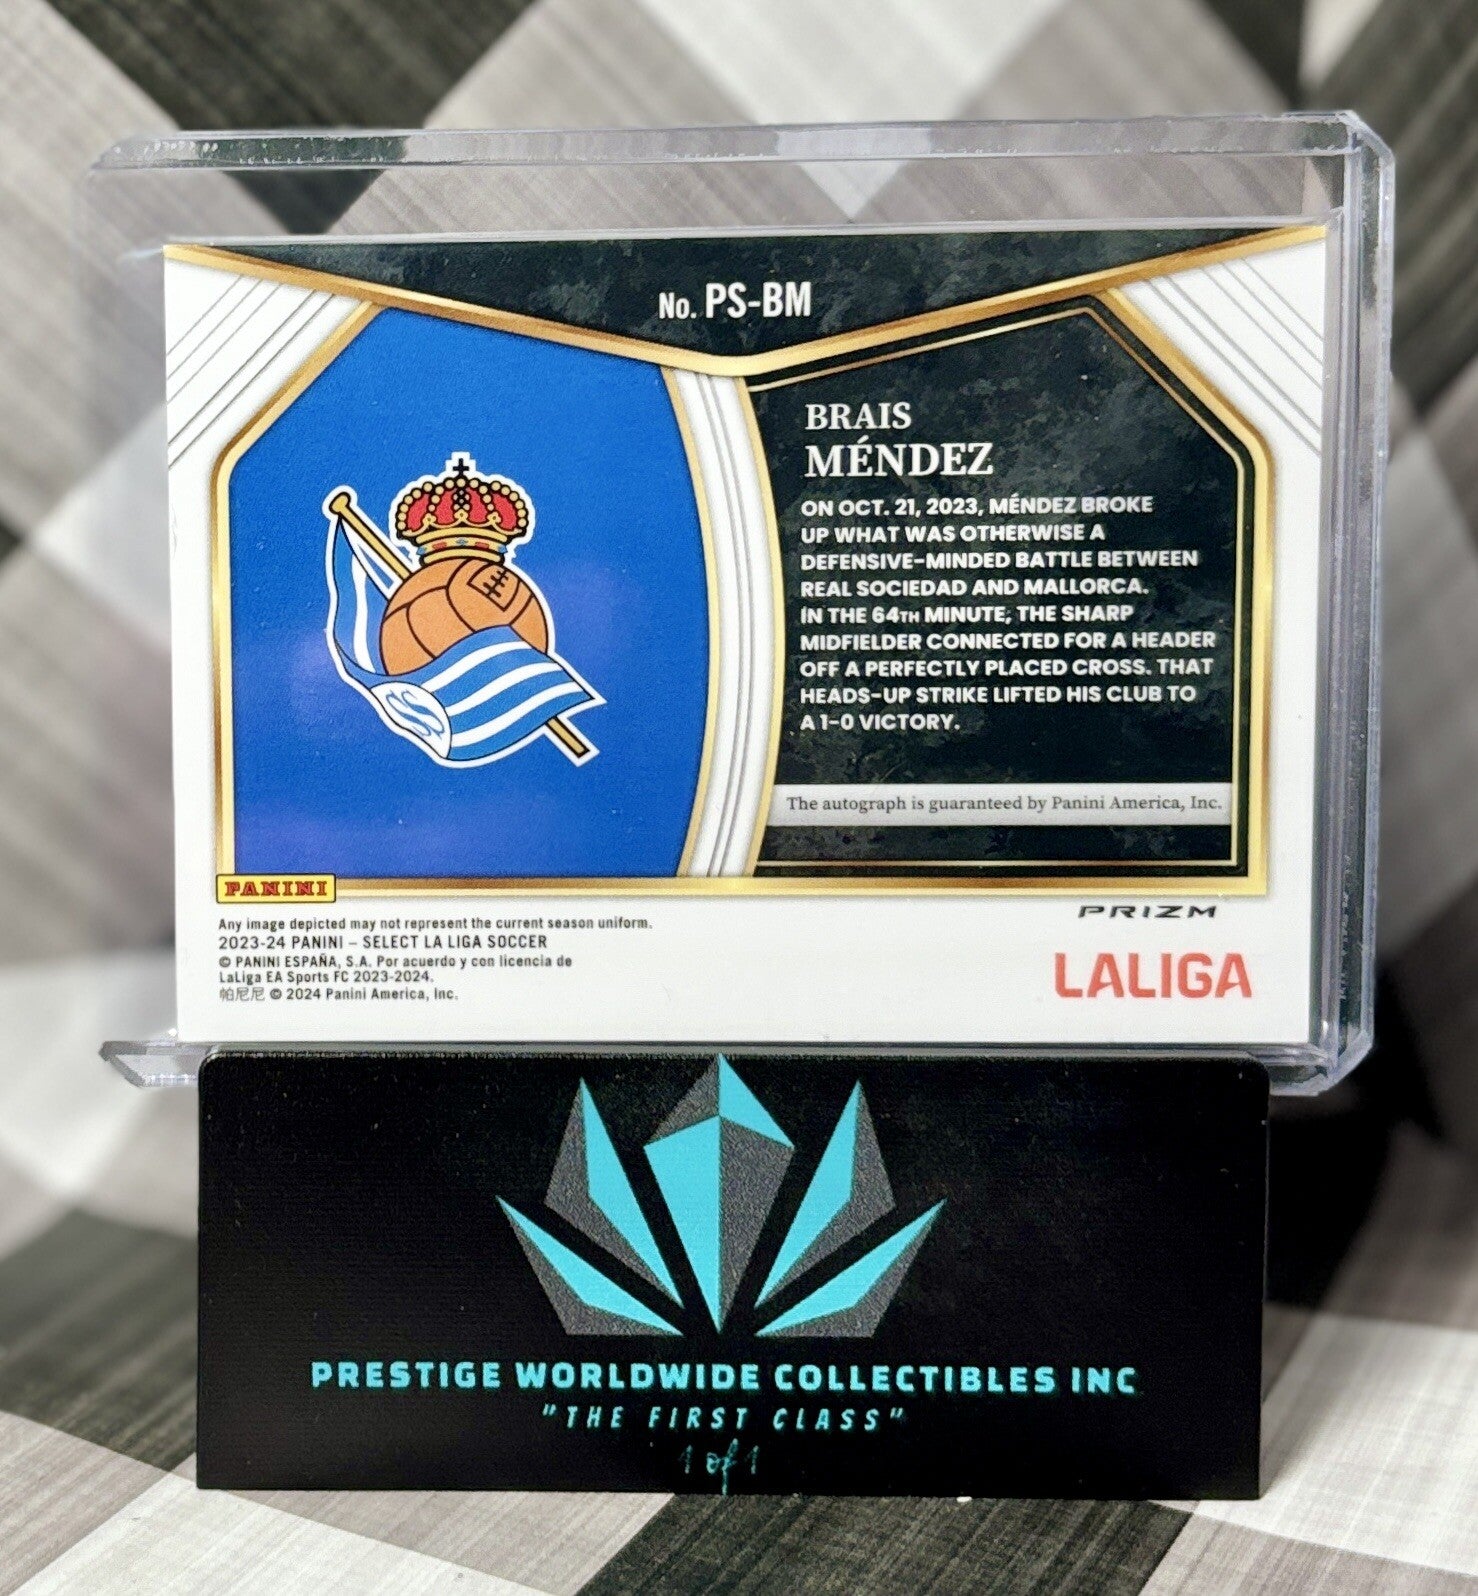 No. PS-BM
BRAIS
MÉNDEZ
ON OCT. 21, 2023, MÉNDEZ BROKE
UP WHAT WAS OTHERWISE A
DEFENSIVE-MINDED BATTLE BETWEEN
REAL SOCIEDAD AND MALLORCA.
IN THE 64TH MINUTE, THE SHARP
MIDFIELDER CONNECTED FOR A HEADER
OFF A PERFECTLY PLACED CROSS. THAT
HEADS-UP STRIKE LIFTED HIS CLUB TO
A 1-0 VICTORY.
The autograph is guaranteed by Panini America, Inc.
PANINI
Any image depicted may not represent the current season uniform.
2023-24 PANINI – SELECT LA LIGA SOCCER
© PANINI ESPAÑA, S.A. Por acuerdo y con licencia de
LaLiga EA Sports FC 2023-2024.
帕尼尼 © 2024 Panini America, Inc.
PRIZM
LALIGA
PRESTIGE WORLDWIDE COLLECTIBLES INC
"THE FIRST CLASS"
1 of 1